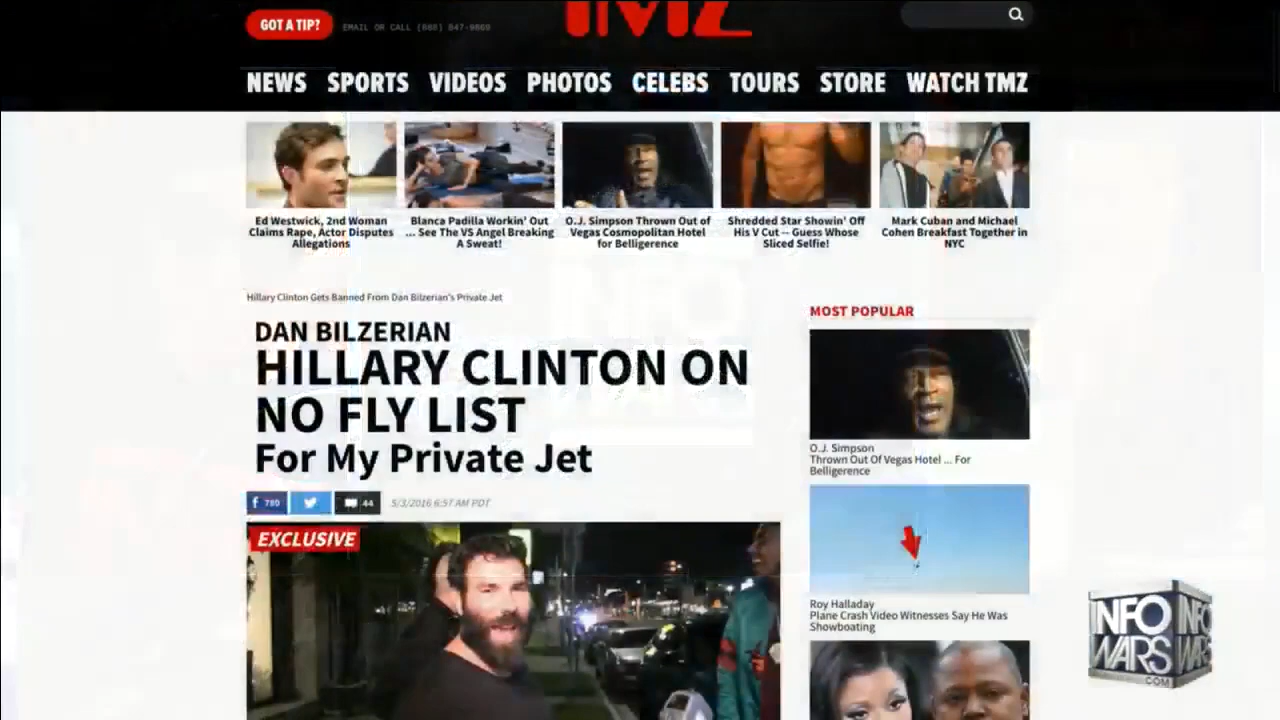 TMZ
GOT A TIP?
EMAIL OR CALL (888) 847-9869
NEWS SPORTS VIDEOS PHOTOS CELEBS TOURS STORE WATCH TMZ
Ed Westwick, 2nd Woman
Claims Rape, Actor Disputes
Allegations
Blanca Padilla Workin' Out
... See The VS Angel Breaking
A Sweat!
O.J. Simpson Thrown Out of
Vegas Cosmopolitan Hotel
for Belligerence
Shredded Star Showin' Off
His V Cut -- Guess Whose
Sliced Selfie!
Mark Cuban and Michael
Cohen Breakfast Together in
NYC
Hillary Clinton Gets Banned From Dan Bilzerian's Private Jet
DAN BILZERIAN
HILLARY CLINTON ON
NO FLY LIST
For My Private Jet
780
44
5/3/2016 6:57 AM PDT
EXCLUSIVE
MOST POPULAR
O.J. Simpson
Thrown Out Of Vegas Hotel ... For
Belligerence
Roy Halladay
Plane Crash Video Witnesses Say He Was
Showboating
INFO
WARS
.COM
INFO
WARS